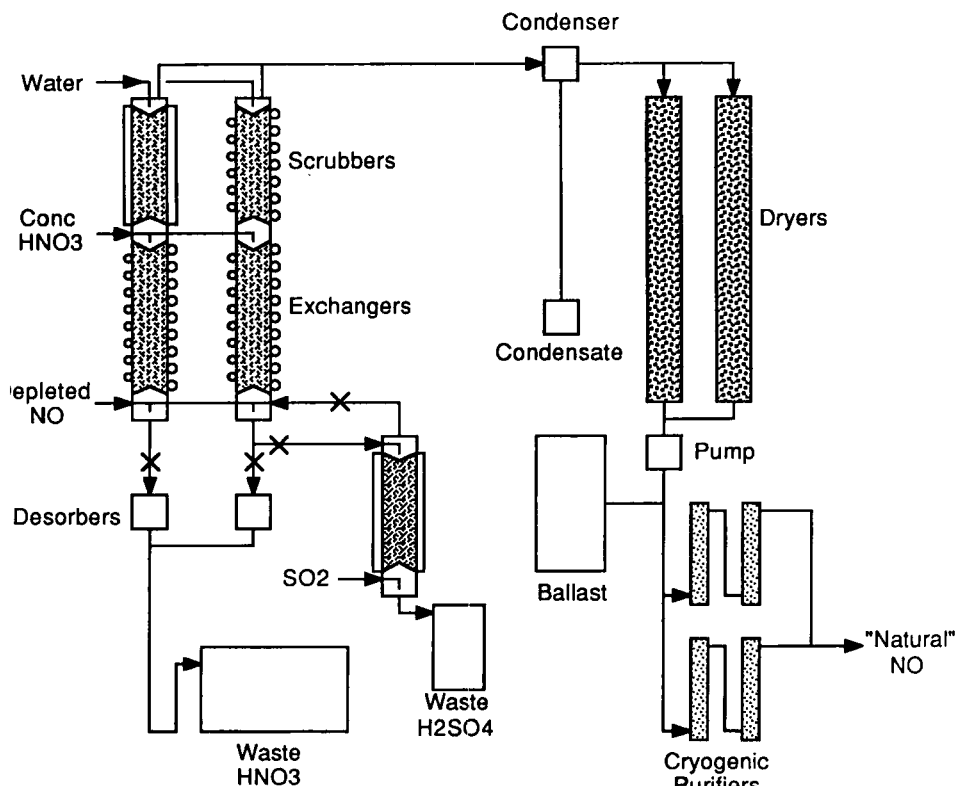 Condenser
Water
Scrubbers
Conc
HNO3
Dryers
Exchangers
Condensate
NO
Pump
Desorbers
SO2
Ballast
"Natural"
NO
Waste
H2SO4
Waste
HNO3
Cryogenic